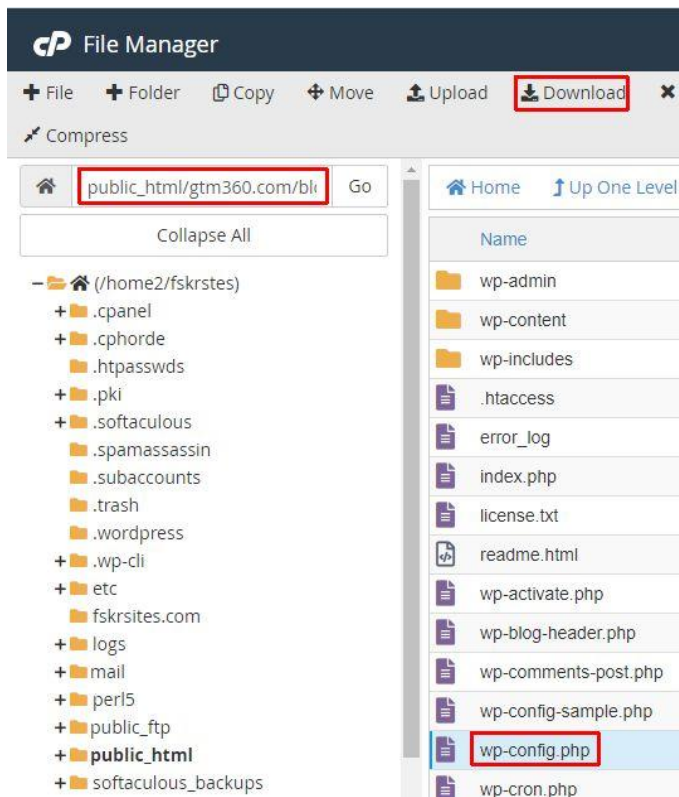 cP File Manager
File Folder Copy Move Upload Download
Compress
public_html/gtm360.com/blo Go
Collapse All
(/home2/fskrstes)
.cpanel
.cphorde
.htpasswds
.pki
.softaculous
.spamassassin
.subaccounts
.trash
.wordpress
.wp-cli
etc
fskrsites.com
logs
mail
perl5
public_ftp
public_html
softaculous_backups
Home Up One Level
Name
wp-admin
wp-content
wp-includes
.htaccess
error_log
index.php
license.txt
readme.html
wp-activate.php
wp-blog-header.php
wp-comments-post.php
wp-config-sample.php
wp-config.php
wp-cron.php